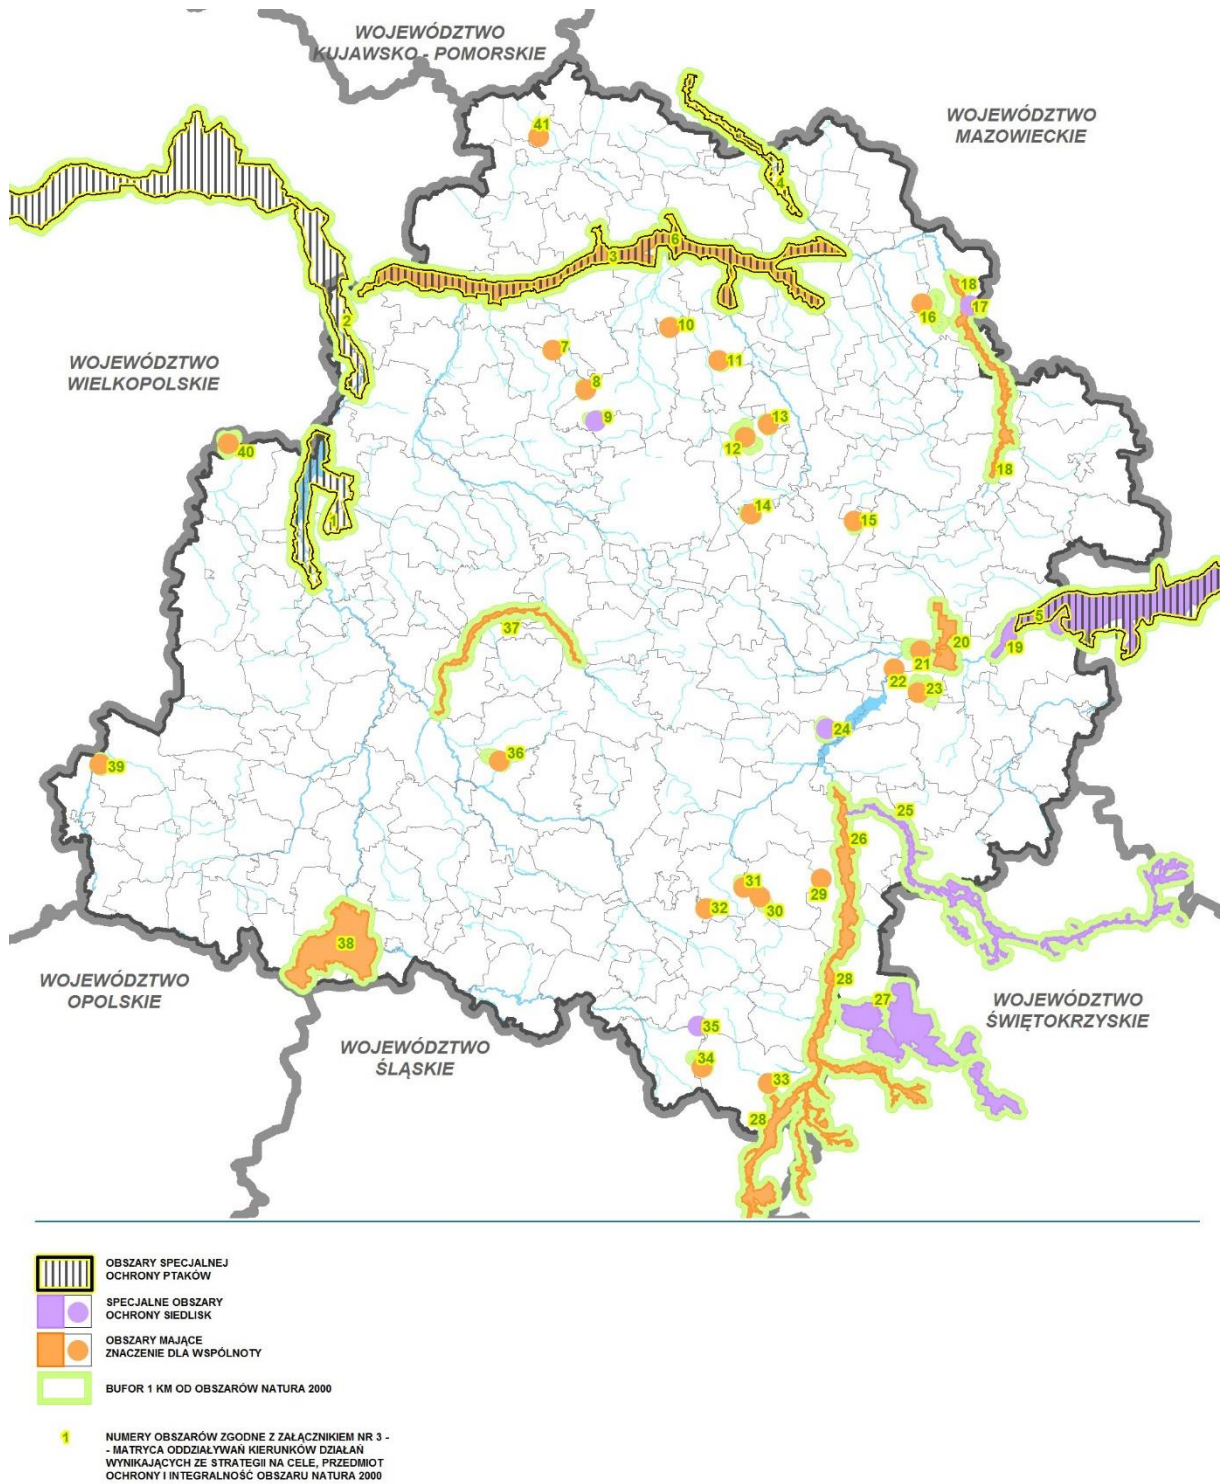 WOJEWÓDZTWO
KUJAWSKO - POMORSKIE
41
WOJEWÓDZTWO
MAZOWIECKIE
4
6
3
2
18
17
16
10
7
11
WOJEWÓDZTWO
WIELKOPOLSKIE
8
9
13
12
40
18
14
15
1
5
37
20
19
21
22
23
24
36
39
25
26
31
29
30
32
38
28
27
WOJEWÓDZTWO
OPOLSKIE
WOJEWÓDZTWO
ŚWIĘTOKRZYSKIE
35
WOJEWÓDZTWO
ŚLĄSKIE
34
33
28
OBSZARY SPECJALNEJ
OCHRONY PTAKÓW
SPECJALNE OBSZARY
OCHRONY SIEDLISK
OBSZARY MAJĄCE
ZNACZENIE DLA WSPÓLNOTY
BUFOR 1 KM OD OBSZARÓW NATURA 2000
1
NUMERY OBSZARÓW ZGODNE Z ZAŁĄCZNIKIEM NR 3 -
- MATRYCA ODDZIAŁYWAŃ KIERUNKÓW DZIAŁAŃ
WYNIKAJĄCYCH ZE STRATEGII NA CELE, PRZEDMIOT
OCHRONY I INTEGRALNOŚĆ OBSZARU NATURA 2000